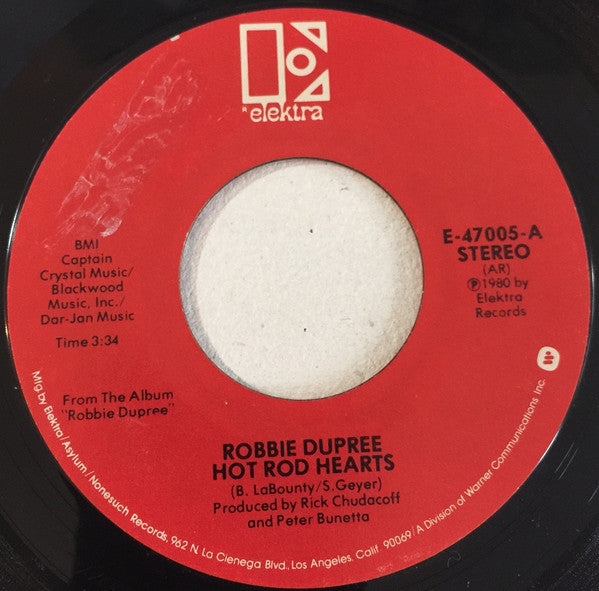 elektra
BMI
Captain
Crystal Music/
Blackwood
Music, Inc./
Dar-Jan Music
Time 3:34
From The Album
"Robbie Dupree"
E-47005-A
STEREO
(AR)
℗1980 by
Elektra
Records
ROBBIE DUPREE
HOT ROD HEARTS
(B. LaBounty/S.Geyer)
Produced by Rick Chudacoff
and Peter Bunetta
Mfg.by Elektra/Asylum/Nonesuch Records, 962 N. La Cienega Blvd., Los Angeles, Calif. 90069/A Division of Warner Communications Inc.